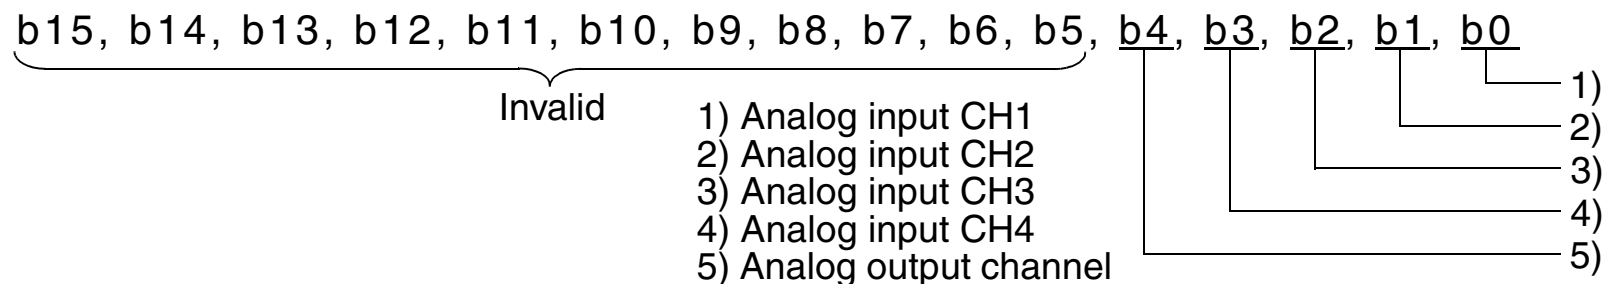 b15, b14, b13, b12, b11, b10, b9, b8, b7, b6, b5, b4, b3, b2, b1, b0
Invalid
1) Analog input CH1
2) Analog input CH2
3) Analog input CH3
4) Analog input CH4
5) Analog output channel
1)
2)
3)
4)
5)